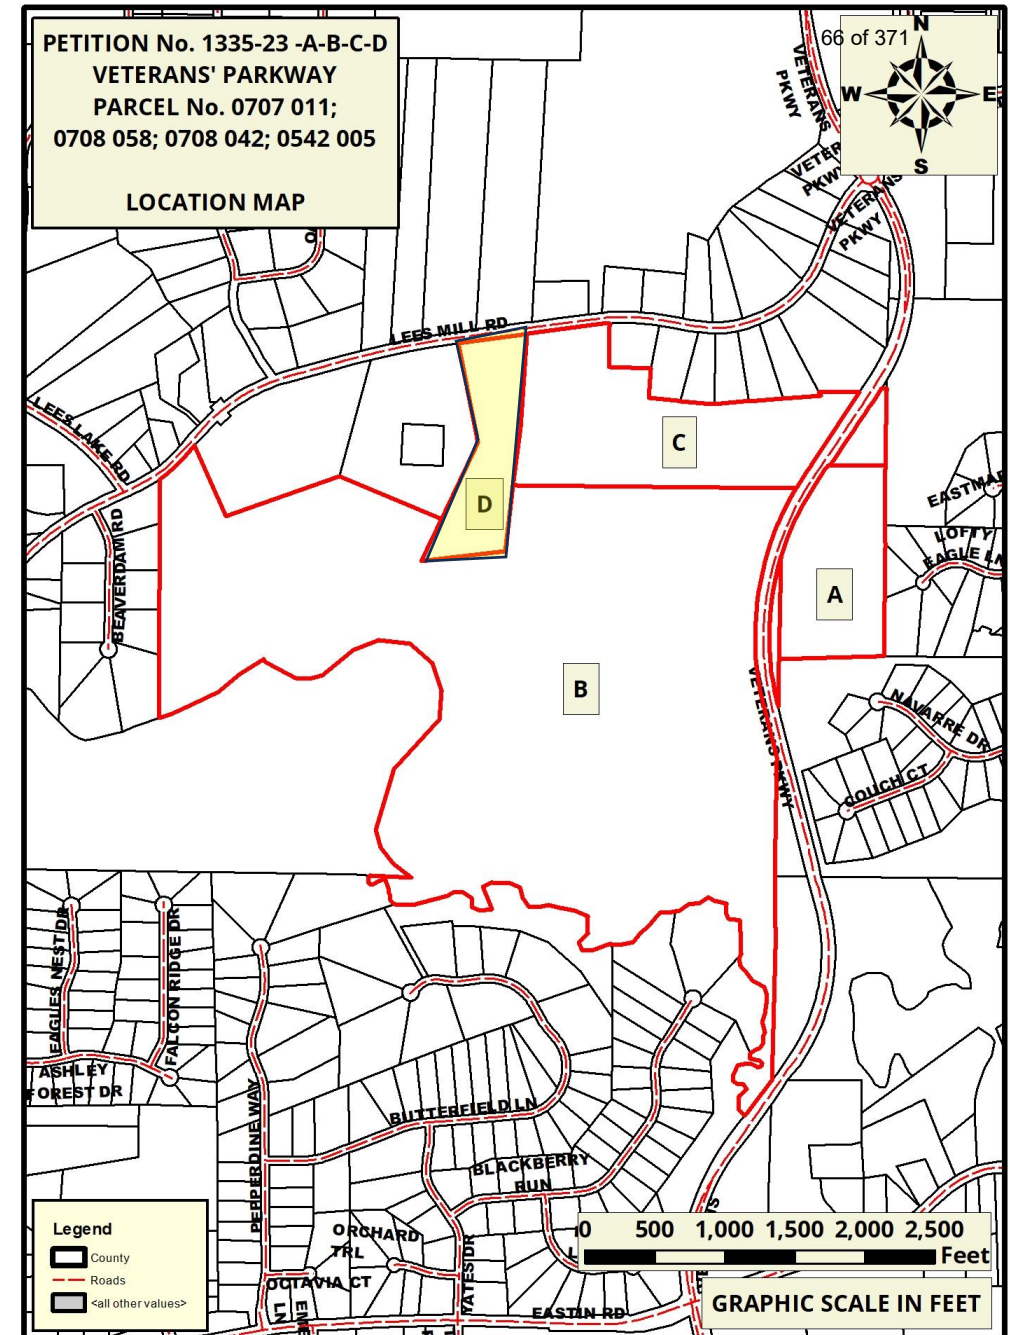 PETITION No. 1335-23 -A-B-C-D
VETERANS' PARKWAY
PARCEL No. 0707 011;
0708 058; 0708 042; 0542 005
LOCATION MAP
66 of 371
N
W
E
S
VETERANS
PKWY
VETERANS
PKWY
LEES MILL RD
LEES LAKE RD
BEAVERDAM RD
C
D
A
B
EASTMAR
LOFTY
EAGLE LN
NAVARRE DR
COUCH CT
VETERANS PKWY
EAGLES NEST DR
FALCON RIDGE DR
ASHLEY
FOREST DR
PEPPERDINE WAY
BUTTERFIELD LN
BLACKBERRY
RUN
ORCHARD
TRL
OCTAVIA CT
LN
YATES DR
EASTIN RD
Legend
County
Roads
<all other values>
0 500 1,000 1,500 2,000 2,500
Feet
GRAPHIC SCALE IN FEET